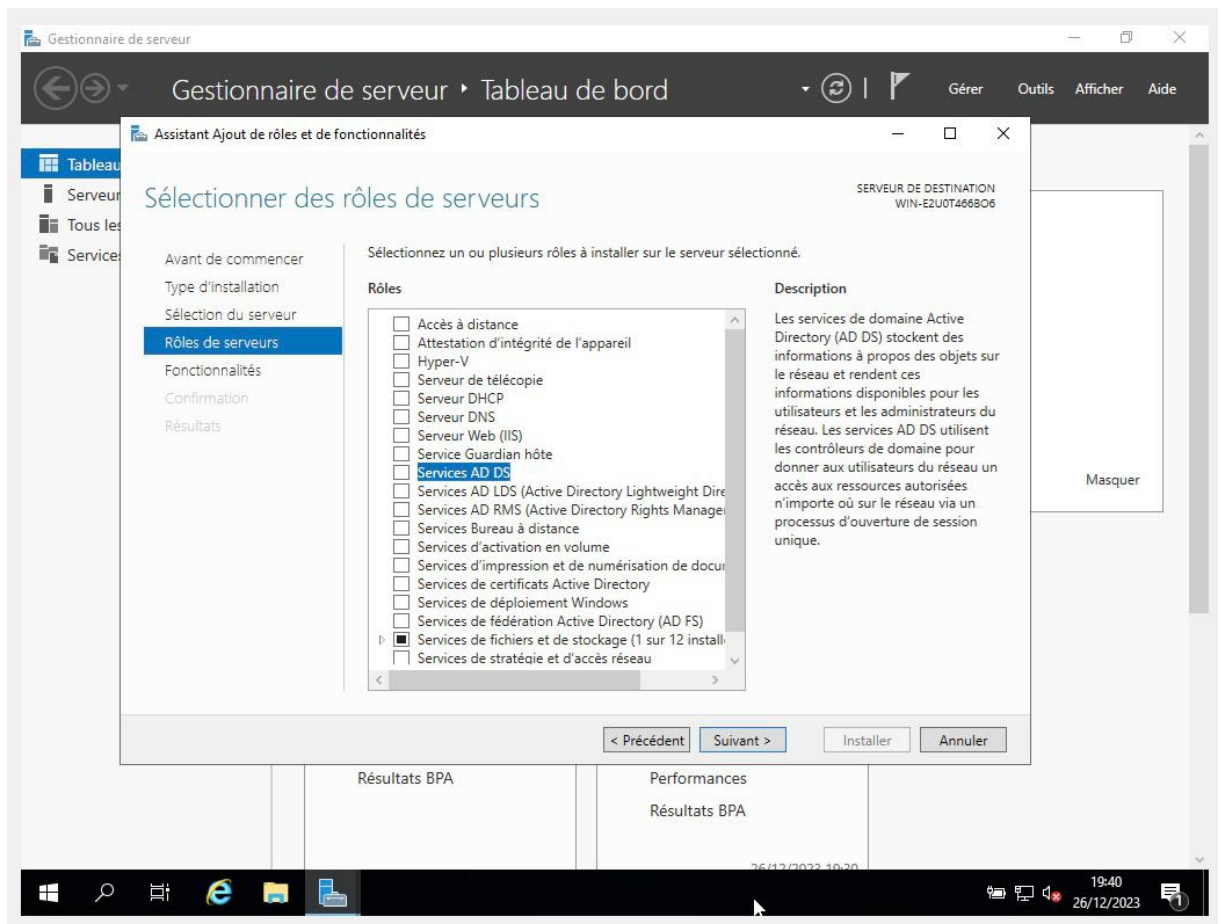 Gestionnaire de serveur
Gestionnaire de serveur ‣ Tableau de bord
Gérer Outils Afficher Aide
Assistant Ajout de rôles et de fonctionnalités
Tableau
Serveur
Tous les
Sélectionner des rôles de serveurs
SERVEUR DE DESTINATION
WIN-E2U0T466BO6
Avant de commencer
Type d'installation
Sélection du serveur
Rôles de serveurs
Fonctionnalités
Confirmation
Résultats
Sélectionnez un ou plusieurs rôles à installer sur le serveur sélectionné.
Rôles
Accès à distance
Attestation d'intégrité de l'appareil
Hyper-V
Serveur de télécopie
Serveur DHCP
Serveur DNS
Serveur Web (IIS)
Service Guardian hôte
Services AD DS
Services AD LDS (Active Directory Lightweight Dire
Services AD RMS (Active Directory Rights Manage
Services Bureau à distance
Services d'activation en volume
Services d'impression et de numérisation de docu
Services de certificats Active Directory
Services de déploiement Windows
Services de fédération Active Directory (AD FS)
Services de fichiers et de stockage (1 sur 12 install
Services de stratégie et d'accès réseau
Description
Les services de domaine Active
Directory (AD DS) stockent des
informations à propos des objets sur
le réseau et rendent ces
informations disponibles pour les
utilisateurs et les administrateurs du
réseau. Les services AD DS utilisent
les contrôleurs de domaine pour
donner aux utilisateurs du réseau un
accès aux ressources autorisées
n'importe où sur le réseau via un
processus d'ouverture de session
unique.
Masquer
< Précédent Suivant > Installer Annuler
Résultats BPA
Performances
Résultats BPA
26/12/2023 19:30
19:40
26/12/2023
1